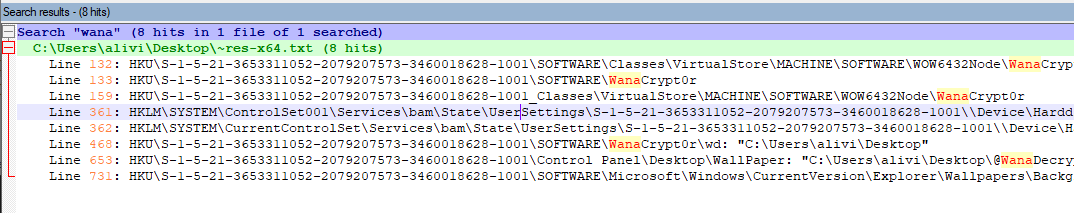 Search results - (8 hits)
Search "wana" (8 hits in 1 file of 1 searched)
C:\Users\alivi\Desktop\~res-x64.txt (8 hits)
Line 132: HKU\S-1-5-21-3653311052-2079207573-3460018628-1001\SOFTWARE\Classes\VirtualStore\MACHINE\SOFTWARE\WOW6432Node\WanaCryp
Line 133: HKU\S-1-5-21-3653311052-2079207573-3460018628-1001\SOFTWARE\WanaCrypt0r
Line 159: HKU\S-1-5-21-3653311052-2079207573-3460018628-1001_Classes\VirtualStore\MACHINE\SOFTWARE\WOW6432Node\WanaCrypt0r
Line 361: HKLM\SYSTEM\ControlSet001\Services\bam\State\UserSettings\S-1-5-21-3653311052-2079207573-3460018628-1001\\Device\Hardd
Line 362: HKLM\SYSTEM\CurrentControlSet\Services\bam\State\UserSettings\S-1-5-21-3653311052-2079207573-3460018628-1001\\Device\H
Line 468: HKU\S-1-5-21-3653311052-2079207573-3460018628-1001\SOFTWARE\WanaCrypt0r\wd: "C:\Users\alivi\Desktop"
Line 653: HKU\S-1-5-21-3653311052-2079207573-3460018628-1001\Control Panel\Desktop\WallPaper: "C:\Users\alivi\Desktop\@WanaDecry
Line 731: HKU\S-1-5-21-3653311052-2079207573-3460018628-1001\SOFTWARE\Microsoft\Windows\CurrentVersion\Explorer\Wallpapers\Backg